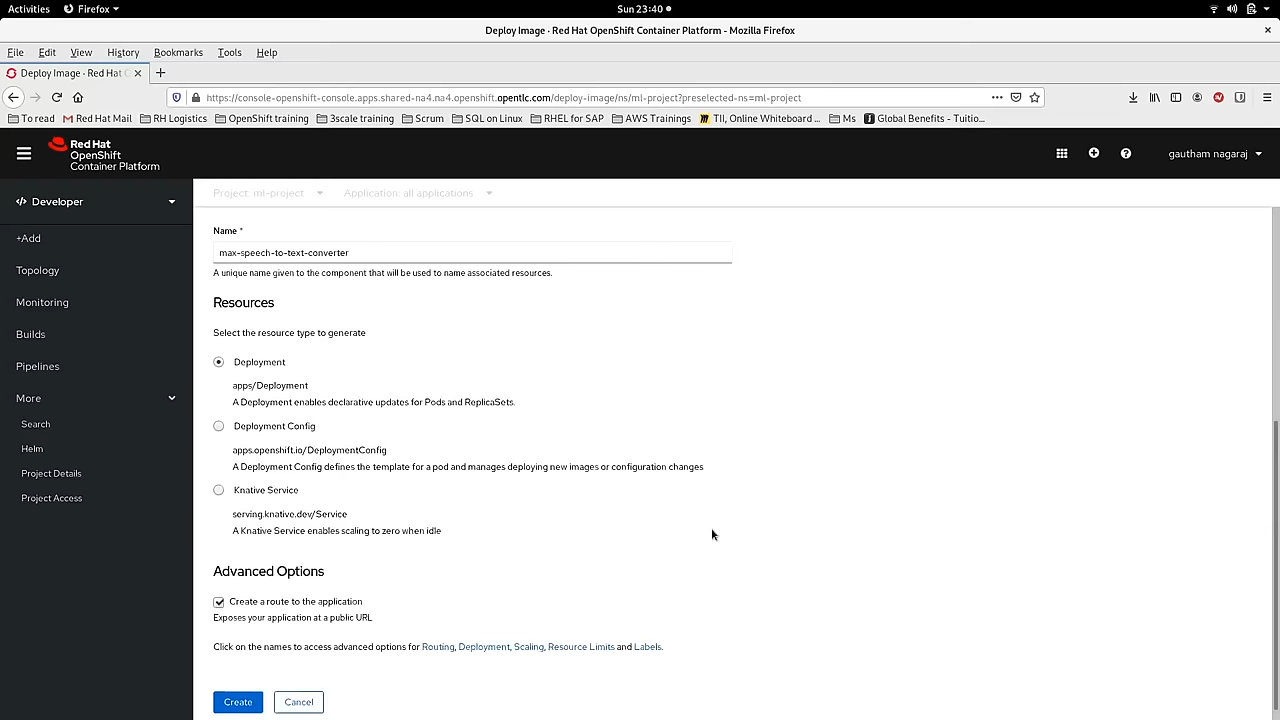 Activities Firefox Sun 23:40
Deploy Image · Red Hat OpenShift Container Platform - Mozilla Firefox
File Edit View History Bookmarks Tools Help
Deploy Image · Red Hat
https://console-openshift-console.apps.shared-na4.na4.openshift.opentlc.com/deploy-image/ns/ml-project?preselected-ns=ml-project
To read Red Hat Mail RH Logistics OpenShift training 3scale training Scrum SQL on Linux RHEL for SAP AWS Trainings TII, Online Whiteboard ... Ms Global Benefits - Tuitio...
Red Hat
OpenShift
Container Platform
gautham nagaraj
Developer
+Add
Topology
Monitoring
Builds
Pipelines
More
Search
Helm
Project Details
Project Access
Project: ml-project Application: all applications
Name *
max-speech-to-text-converter
A unique name given to the component that will be used to name associated resources.
Resources
Select the resource type to generate
Deployment
apps/Deployment
A Deployment enables declarative updates for Pods and ReplicaSets.
Deployment Config
apps.openshift.io/DeploymentConfig
A Deployment Config defines the template for a pod and manages deploying new images or configuration changes
Knative Service
serving.knative.dev/Service
A Knative Service enables scaling to zero when idle
Advanced Options
Create a route to the application
Exposes your application at a public URL
Click on the names to access advanced options for Routing, Deployment, Scaling, Resource Limits and Labels.
Create Cancel